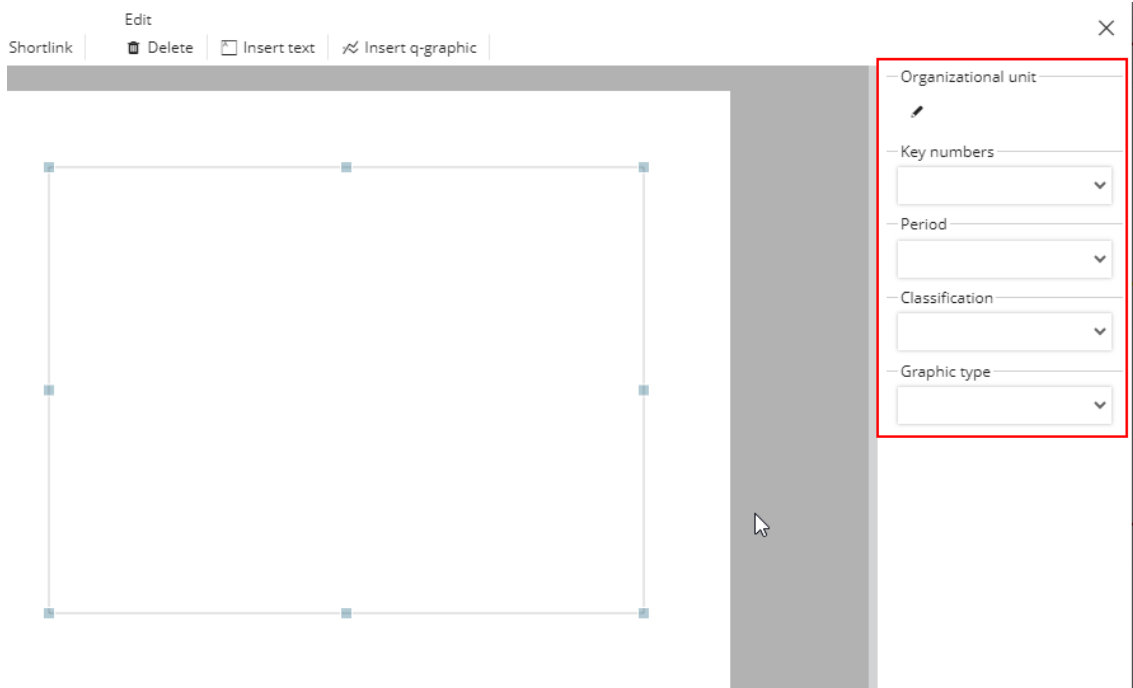 Edit
Shortlink Delete Insert text Insert q-graphic
Organizational unit
Key numbers
Period
Classification
Graphic type